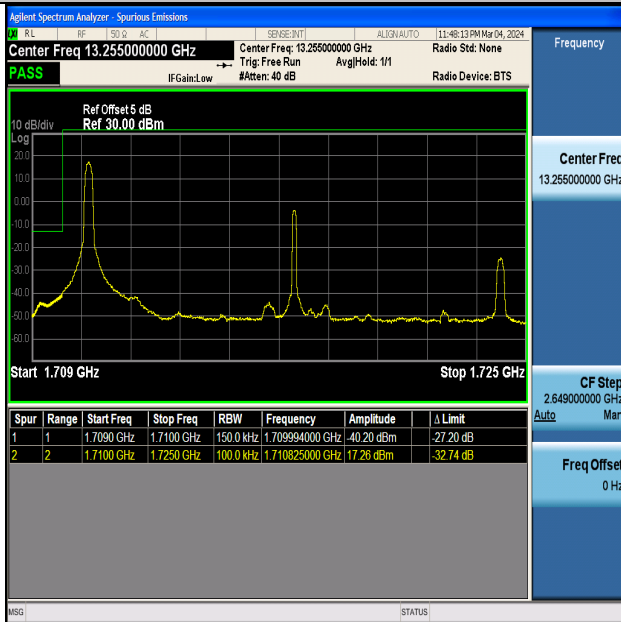 Agilent Spectrum Analyzer - Spurious Emissions
RL RF 50 Ω AC SENSE:INT ALIGN AUTO 11:48:13 PM Mar 04, 2024
Center Freq 13.255000000 GHz
Center Freq: 13.255000000 GHz
Radio Std: None
Trig: Free Run Avg|Hold: 1/1
PASS
IFGain:Low
#Atten: 40 dB
Radio Device: BTS
Ref Offset 5 dB
10 dB/div Ref 30.00 dBm
Log
20.0
10.0
0.00
-10.0
-20.0
-30.0
-40.0
-50.0
-60.0
Start 1.709 GHz Stop 1.725 GHz
Spur Range Start Freq Stop Freq RBW Frequency Amplitude Δ Limit
1 1 1.7090 GHz 1.7100 GHz 150.0 kHz 1.709994000 GHz -40.20 dBm -27.20 dB
2 2 1.7100 GHz 1.7250 GHz 100.0 kHz 1.710825000 GHz 17.26 dBm -32.74 dB
Frequency
Center Freq
13.255000000 GHz
CF Step
2.649000000 GHz
Auto Man
Freq Offset
0 Hz
MSG STATUS